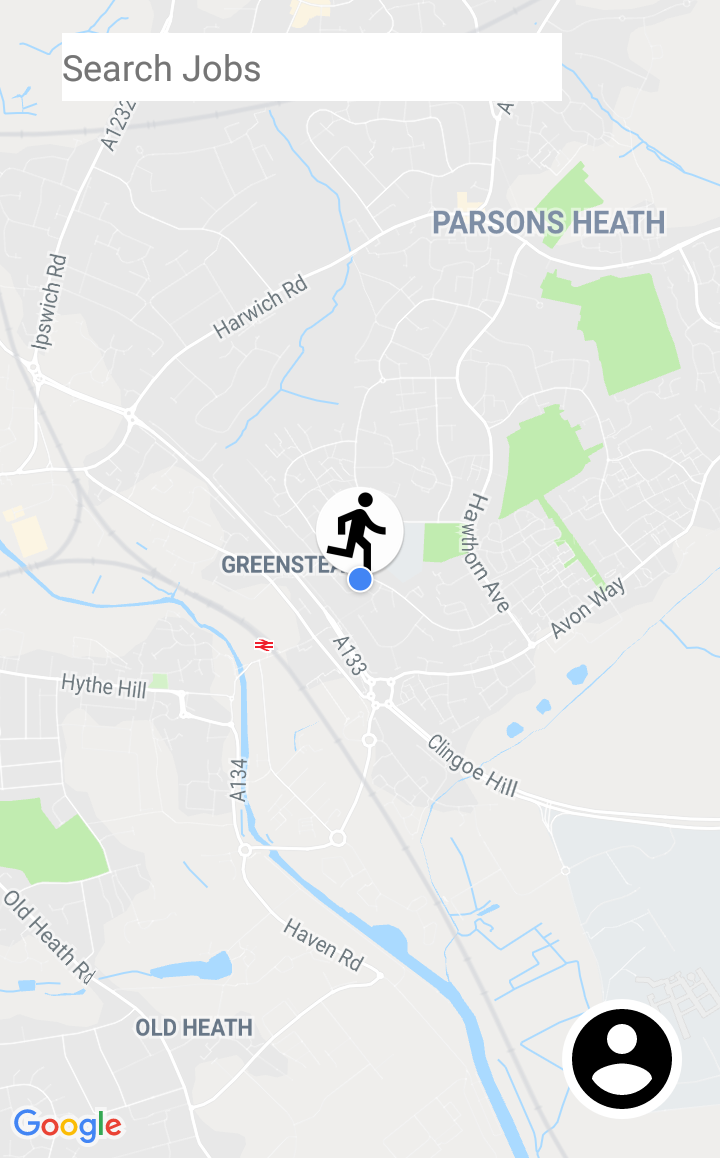 Search Jobs
A1232
A
PARSONS HEATH
Ipswich Rd
Harwich Rd
Hawthorn Ave
GREENSTEA
Avon Way
A133
Hythe Hill
Clingoe Hill
A134
Old Heath Rd
Haven Rd
OLD HEATH
Google